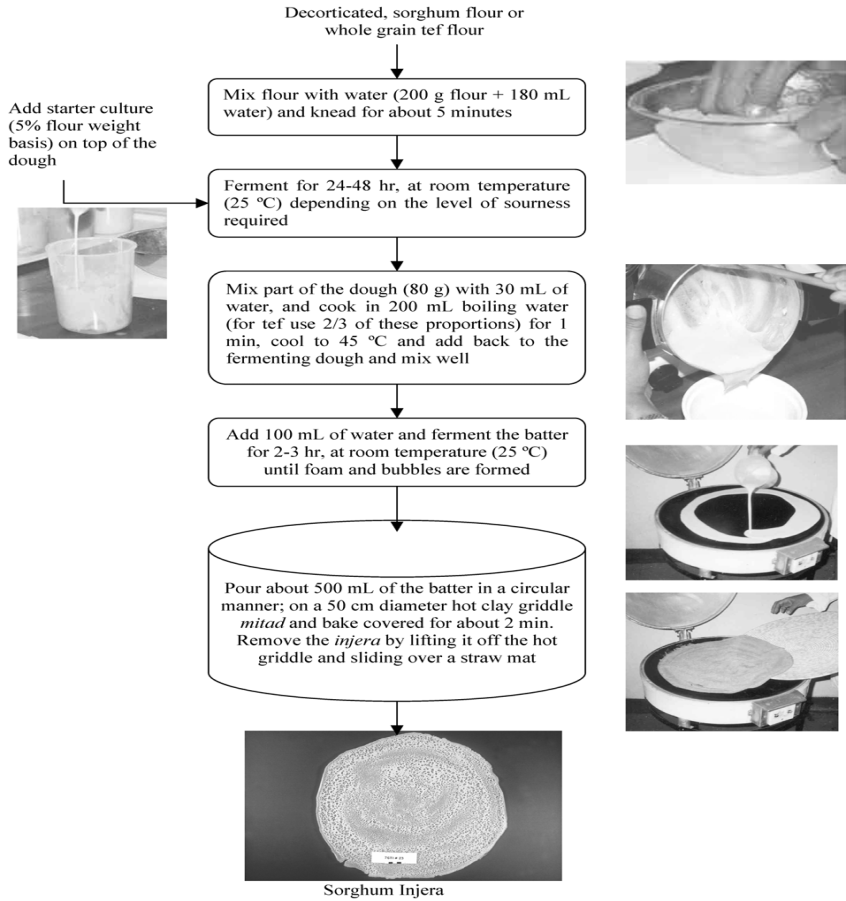 Decorticated, sorghum flour or
whole grain tef flour
Mix flour with water (200 g flour + 180 mL
water) and knead for about 5 minutes
Add starter culture
(5% flour weight
basis) on top of the
dough
Ferment for 24-48 hr, at room temperature
(25 ºC) depending on the level of sourness
required
Mix part of the dough (80 g) with 30 mL of
water, and cook in 200 mL boiling water
(for tef use 2/3 of these proportions) for 1
min, cool to 45 ºC and add back to the
fermenting dough and mix well
Add 100 mL of water and ferment the batter
for 2-3 hr, at room temperature (25 ºC)
until foam and bubbles are formed
Pour about 500 mL of the batter in a circular
manner; on a 50 cm diameter hot clay griddle
mitad and bake covered for about 2 min.
Remove the injera by lifting it off the hot
griddle and sliding over a straw mat
Sorghum Injera